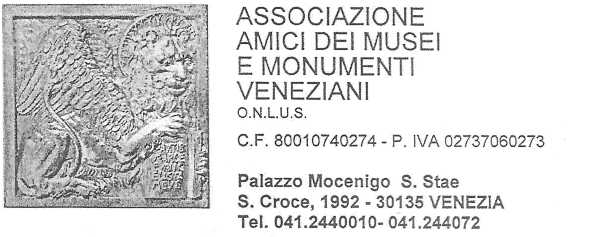 ASSOCIAZIONE
AMICI DEI MUSEI
E MONUMENTI
VENEZIANI
O.N.L.U.S.
C.F. 80010740274 - P. IVA 02737060273
Palazzo Mocenigo S. Stae
S. Croce, 1992 - 30135 VENEZIA
Tel. 041.2440010- 041.244072